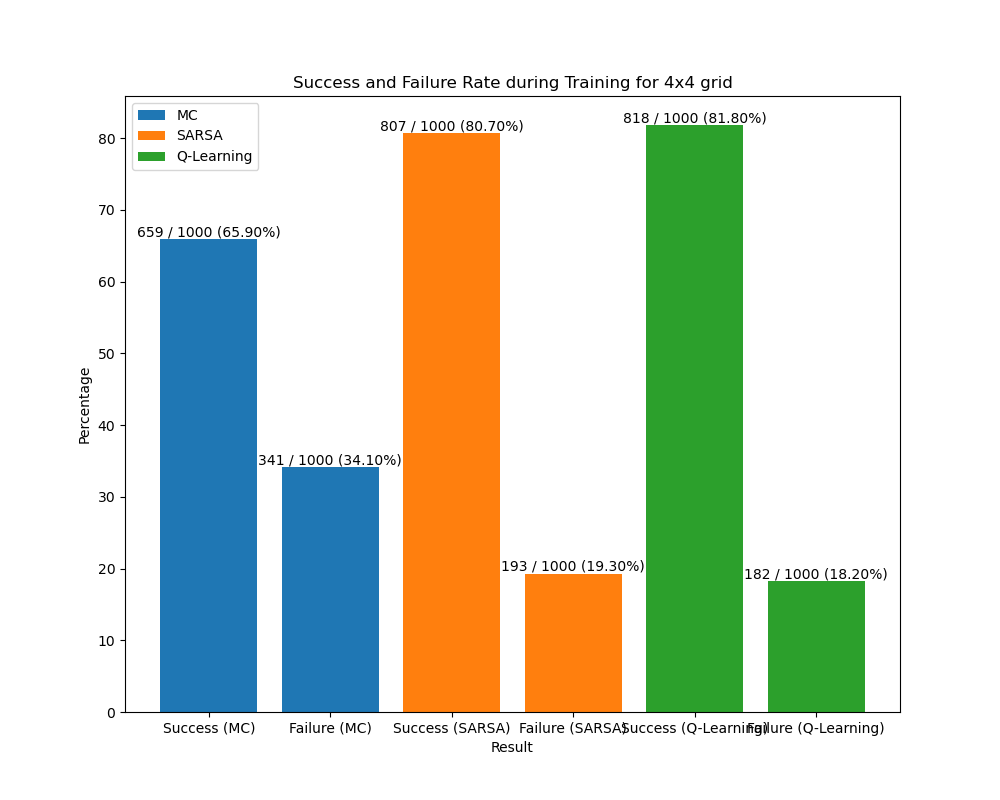 Success and Failure Rate during Training for 4x4 grid
MC
SARSA
Q-Learning
659 / 1000 (65.90%)
341 / 1000 (34.10%)
807 / 1000 (80.70%)
193 / 1000 (19.30%)
818 / 1000 (81.80%)
182 / 1000 (18.20%)
Percentage
80
70
60
50
40
30
20
10
0
Success (MC)
Failure (MC)
Success (SARSA)
Failure (SARSA)
Success (Q-Learning)
Failure (Q-Learning)
Result